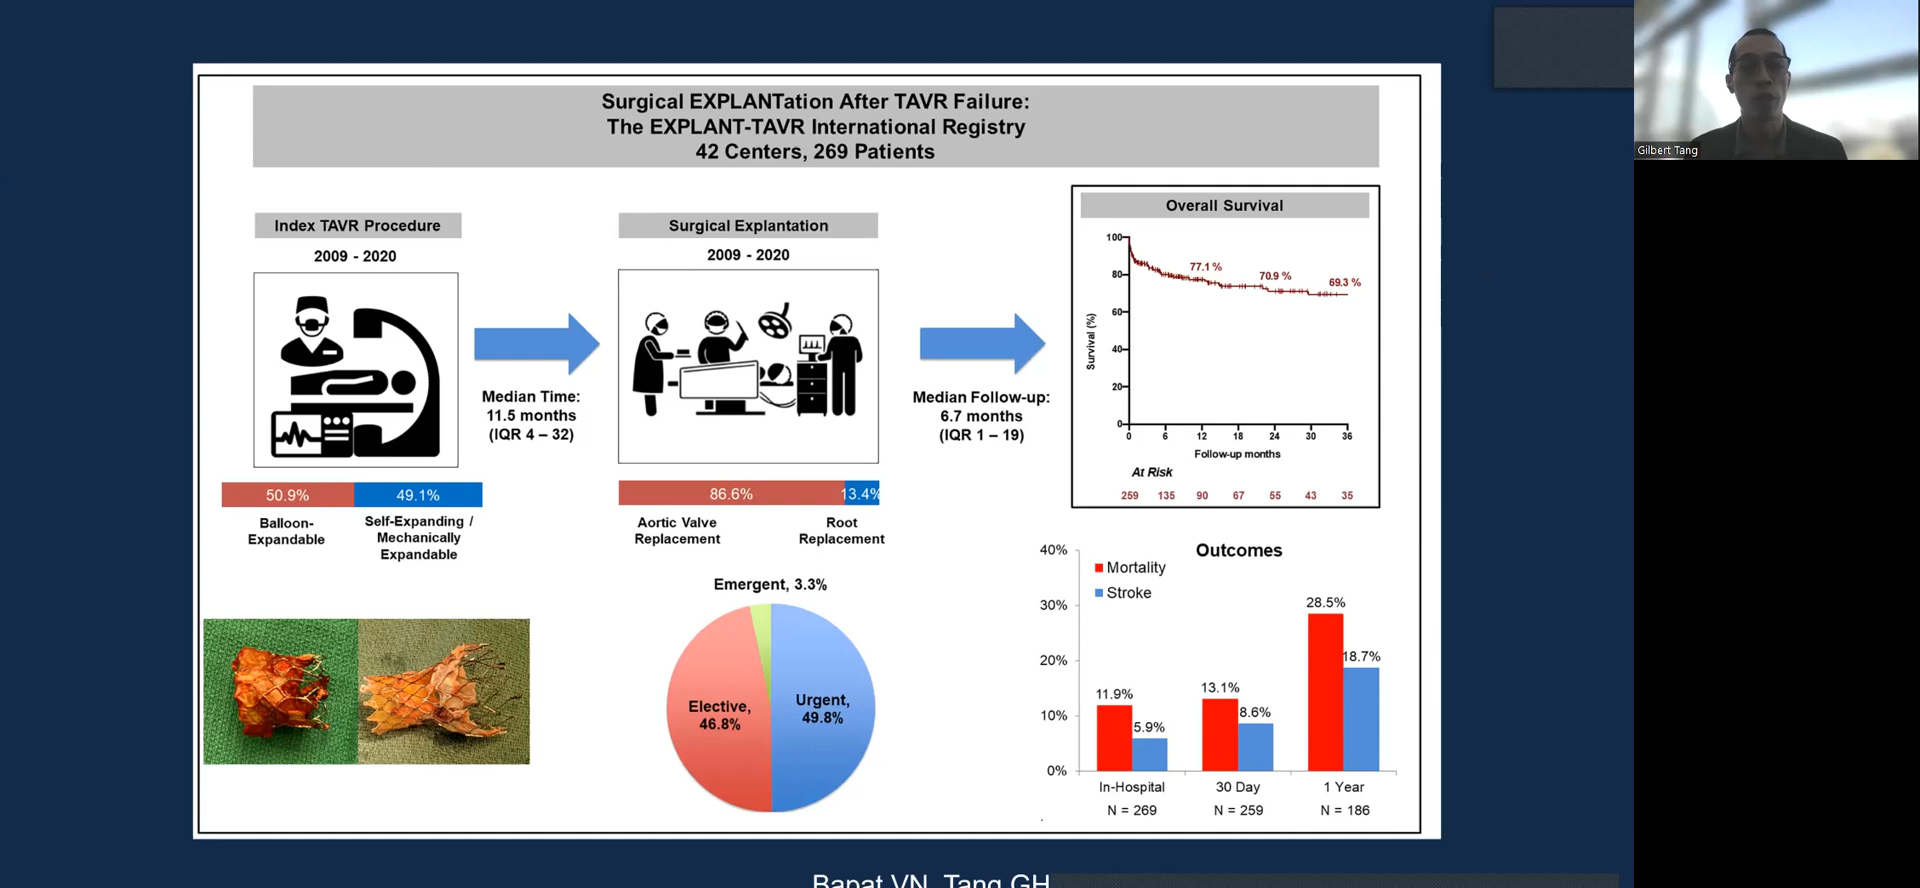 Surgical EXPLANTation After TAVR Failure:
The EXPLANT-TAVR International Registry
42 Centers, 269 Patients
Index TAVR Procedure
2009 - 2020
50.9%
49.1%
Balloon-
Expandable
Self-Expanding /
Mechanically
Expandable
Median Time:
11.5 months
(IQR 4 – 32)
Surgical Explantation
2009 - 2020
86.6%
13.4%
Aortic Valve
Replacement
Root
Replacement
Emergent, 3.3%
Elective,
46.8%
Urgent,
49.8%
Median Follow-up:
6.7 months
(IQR 1 – 19)
Overall Survival
Survival (%)
100
80
60
40
20
0
77.1 %
70.9 %
69.3 %
0 6 12 18 24 30 36
Follow-up months
At Risk
259 135 90 67 55 43 35
Outcomes
Mortality
Stroke
40%
30%
20%
10%
0%
11.9%
5.9%
13.1%
8.6%
28.5%
18.7%
In-Hospital 30 Day 1 Year
N = 269 N = 259 N = 186
Bapat VN, Tang GH
Gilbert Tang